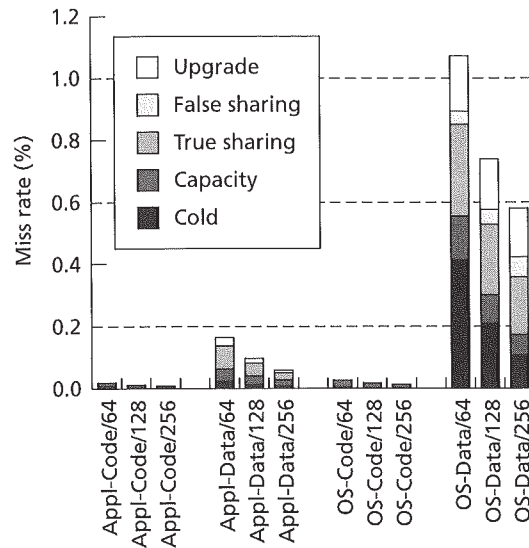 1.2
1.0
0.8
0.6
0.4
0.2
0.0
Miss rate (%)
Upgrade
False sharing
True sharing
Capacity
Cold
Appl-Code/64
Appl-Code/128
Appl-Code/256
Appl-Data/64
Appl-Data/128
Appl-Data/256
OS-Code/64
OS-Code/128
OS-Code/256
OS-Data/64
OS-Data/128
OS-Data/256